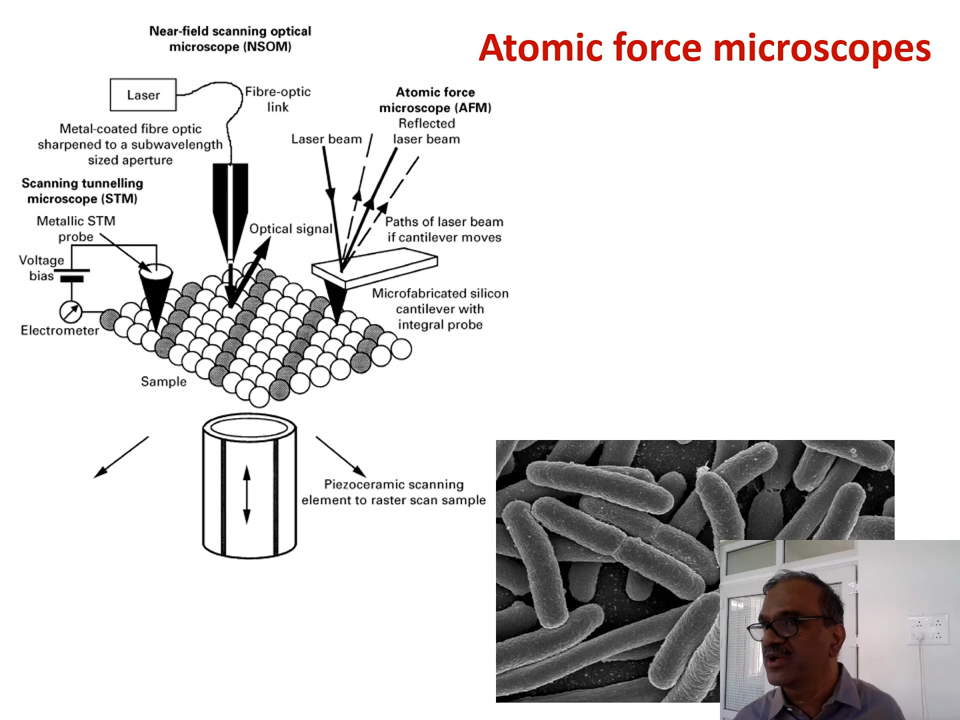 Atomic force microscopes
Near-field scanning optical
microscope (NSOM)
Laser
Fibre-optic
link
Metal-coated fibre optic
sharpened to a subwavelength
sized aperture
Atomic force
microscope (AFM)
Reflected
laser beam
Laser beam
Scanning tunnelling
microscope (STM)
Metallic STM
probe
Optical signal
Paths of laser beam
if cantilever moves
Voltage
bias
Microfabricated silicon
cantilever with
integral probe
Electrometer
Sample
Piezoceramic scanning
element to raster scan sample